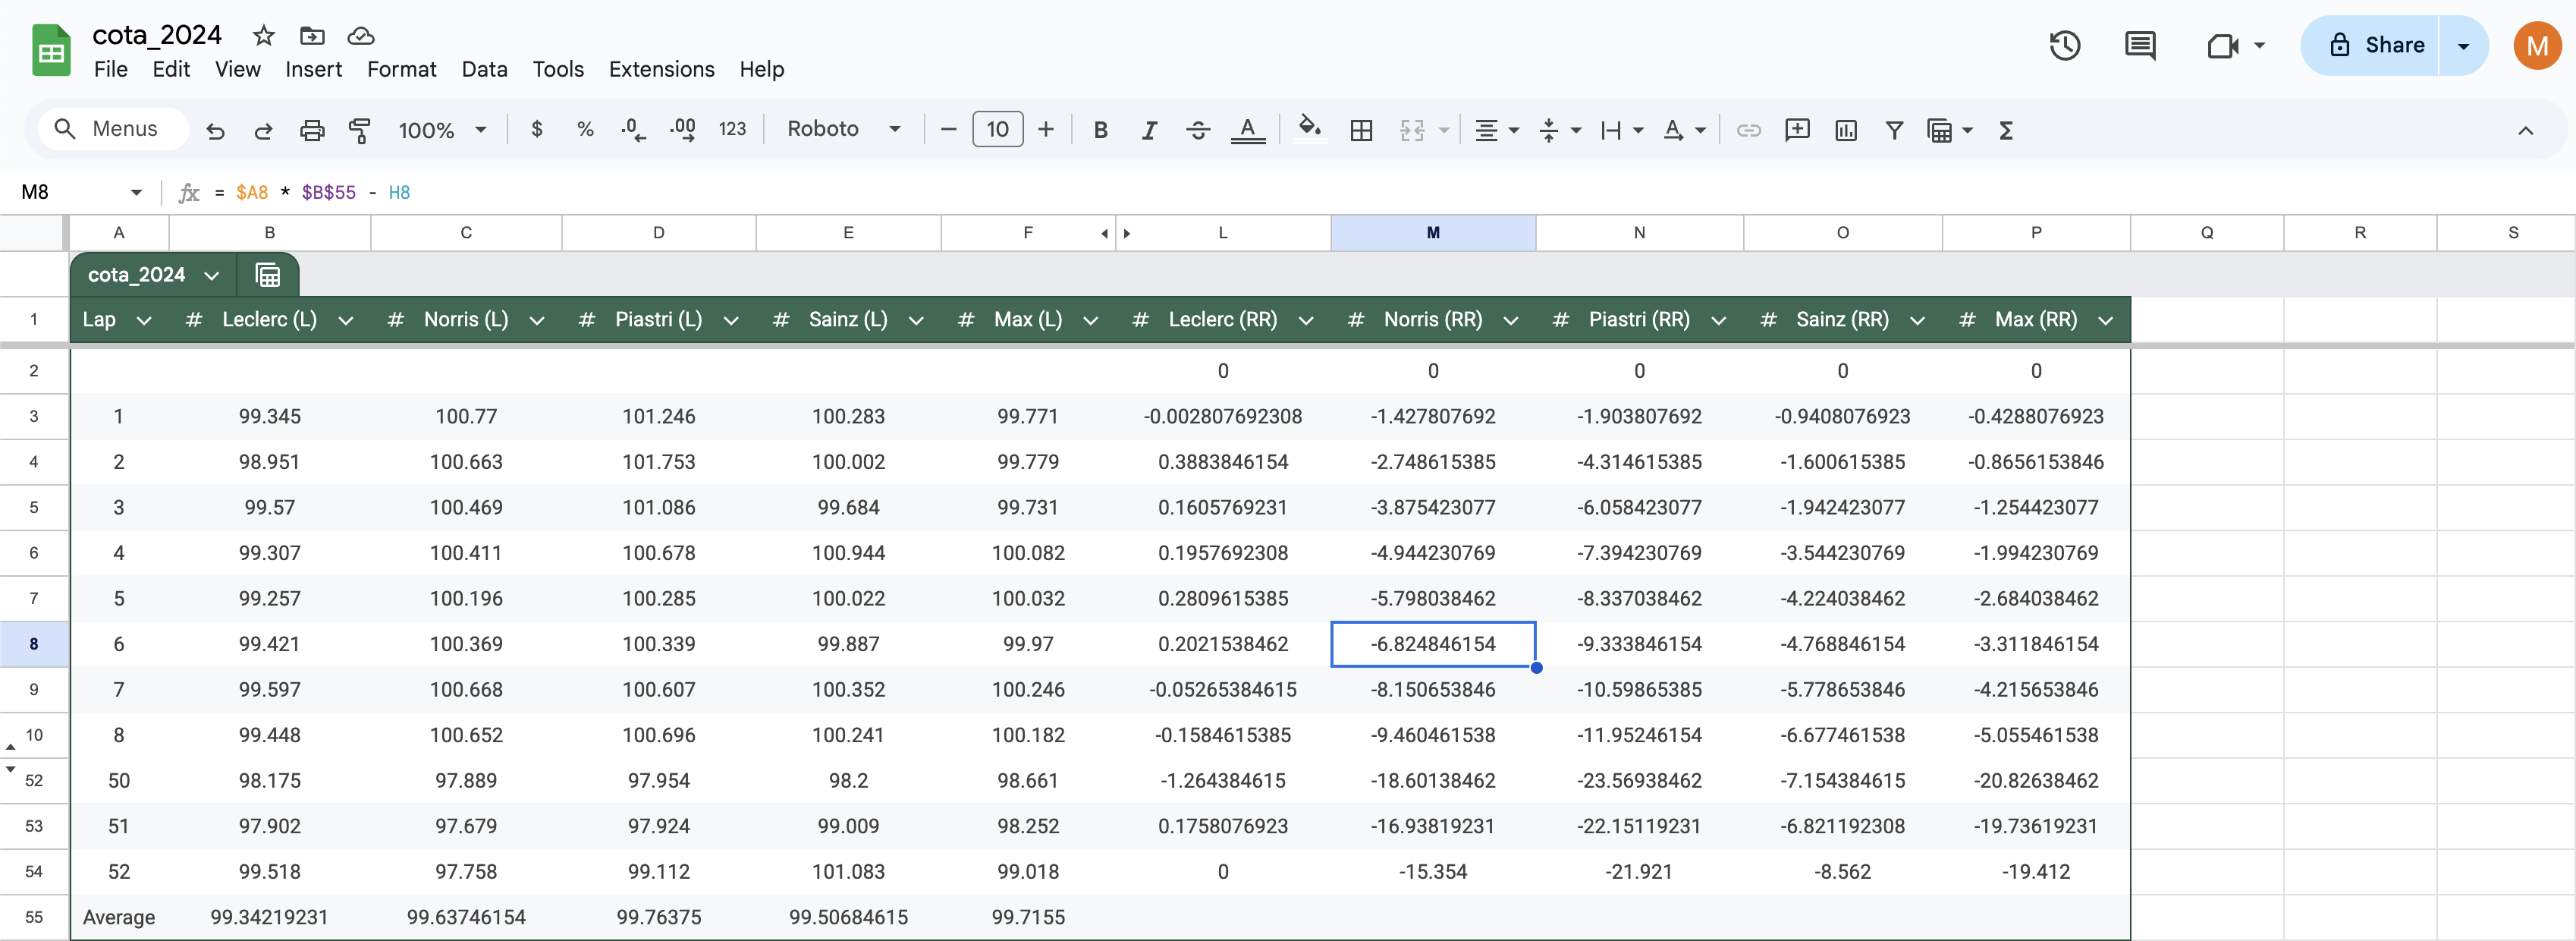 cota_2024
File Edit View Insert Format Data Tools Extensions Help
Share
M
Menus 100% $ % .0 .00 123 Roboto 10 B I A
M8 fx = $A8 * $B$55 - H8
A B C D E F L M N O P Q R S
cota_2024
1 Lap # Leclerc (L) # Norris (L) # Piastri (L) # Sainz (L) # Max (L) # Leclerc (RR) # Norris (RR) # Piastri (RR) # Sainz (RR) # Max (RR)
2 0 0 0 0 0
3 1 99.345 100.77 101.246 100.283 99.771 -0.002807692308 -1.427807692 -1.903807692 -0.9408076923 -0.4288076923
4 2 98.951 100.663 101.753 100.002 99.779 0.3883846154 -2.748615385 -4.314615385 -1.600615385 -0.8656153846
5 3 99.57 100.469 101.086 99.684 99.731 0.1605769231 -3.875423077 -6.058423077 -1.942423077 -1.254423077
6 4 99.307 100.411 100.678 100.944 100.082 0.1957692308 -4.944230769 -7.394230769 -3.544230769 -1.994230769
7 5 99.257 100.196 100.285 100.022 100.032 0.2809615385 -5.798038462 -8.337038462 -4.224038462 -2.684038462
8 6 99.421 100.369 100.339 99.887 99.97 0.2021538462 -6.824846154 -9.333846154 -4.768846154 -3.311846154
9 7 99.597 100.668 100.607 100.352 100.246 -0.05265384615 -8.150653846 -10.59865385 -5.778653846 -4.215653846
10 8 99.448 100.652 100.696 100.241 100.182 -0.1584615385 -9.460461538 -11.95246154 -6.677461538 -5.055461538
52 50 98.175 97.889 97.954 98.2 98.661 -1.264384615 -18.60138462 -23.56938462 -7.154384615 -20.82638462
53 51 97.902 97.679 97.924 99.009 98.252 0.1758076923 -16.93819231 -22.15119231 -6.821192308 -19.73619231
54 52 99.518 97.758 99.112 101.083 99.018 0 -15.354 -21.921 -8.562 -19.412
55 Average 99.34219231 99.63746154 99.76375 99.50684615 99.7155